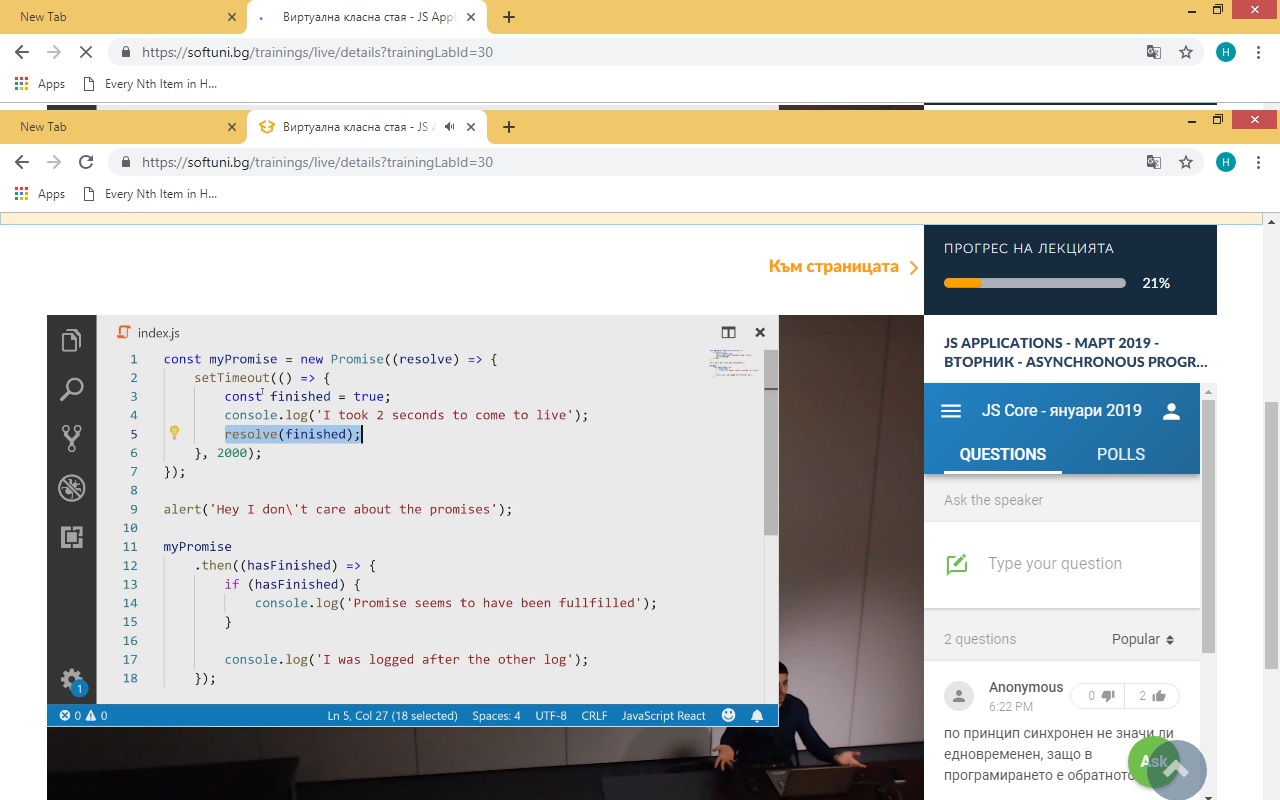 New Tab
Виртуална класна стая - JS Appl
https://softuni.bg/trainings/live/details?trainingLabId=30
H
Apps
Every Nth Item in H...
New Tab
Виртуална класна стая - JS A
https://softuni.bg/trainings/live/details?trainingLabId=30
H
Apps
Every Nth Item in H...
Към страницата
ПРОГРЕС НА ЛЕКЦИЯТА
21%
JS APPLICATIONS - МАРТ 2019 -
ВТОРНИК - ASYNCHRONOUS PROGR...
index.js
1 const myPromise = new Promise((resolve) => {
2 setTimeout(() => {
3 const finished = true;
4 console.log('I took 2 seconds to come to live');
5 resolve(finished);
6 }, 2000);
7 });
8
9 alert('Hey I don\'t care about the promises');
10
11 myPromise
12 .then((hasFinished) => {
13 if (hasFinished) {
14 console.log('Promise seems to have been fullfilled');
15 }
16
17 console.log('I was logged after the other log');
18 });
1
0 0
Ln 5, Col 27 (18 selected)
Spaces: 4
UTF-8
CRLF
JavaScript React
JS Core - януари 2019
QUESTIONS
POLLS
Ask the speaker
Type your question
2 questions
Popular
Anonymous
6:22 PM
0
2
по принцип синхронен не значи ли
едновременен, защо в
програмирането е обратното
Ask